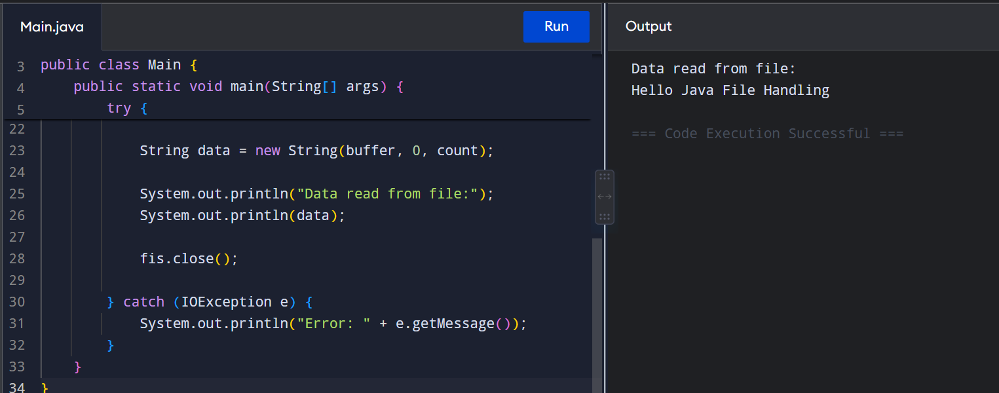 Main.java
Run
Output
3 public class Main {
4     public static void main(String[] args) {
5         try {
22
23             String data = new String(buffer, 0, count);
24
25             System.out.println("Data read from file:");
26             System.out.println(data);
27
28             fis.close();
29
30         } catch (IOException e) {
31             System.out.println("Error: " + e.getMessage());
32         }
33     }
34 }
Data read from file:
Hello Java File Handling
=== Code Execution Successful ===